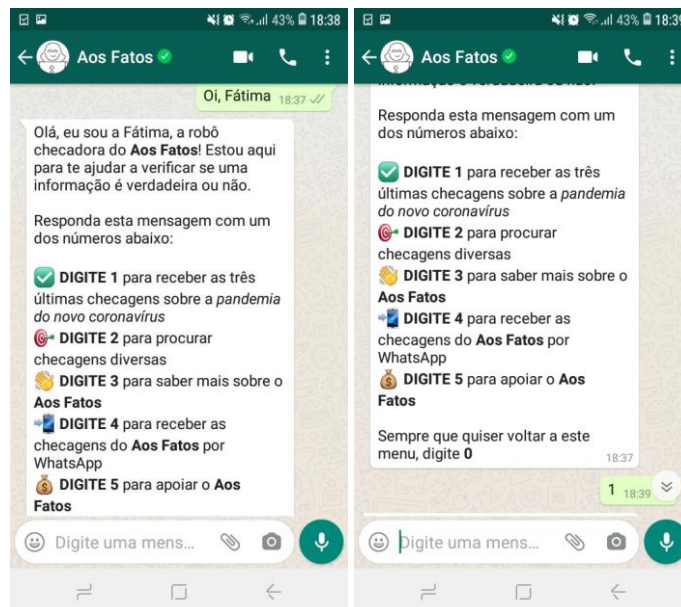 43% 18:38
Aos Fatos
Oi, Fátima 18:37
Olá, eu sou a Fátima, a robô
checadora do Aos Fatos! Estou aqui
para te ajudar a verificar se uma
informação é verdadeira ou não.
Responda esta mensagem com um
dos números abaixo:
DIGITE 1 para receber as três
últimas checagens sobre a pandemia
do novo coronavírus
DIGITE 2 para procurar
checagens diversas
DIGITE 3 para saber mais sobre o
Aos Fatos
DIGITE 4 para receber as
checagens do Aos Fatos por
WhatsApp
DIGITE 5 para apoiar o Aos
Fatos
Digite uma mens...
43% 18:39
Aos Fatos
Responda esta mensagem com um
dos números abaixo:
DIGITE 1 para receber as três
últimas checagens sobre a pandemia
do novo coronavírus
DIGITE 2 para procurar
checagens diversas
DIGITE 3 para saber mais sobre o
Aos Fatos
DIGITE 4 para receber as
checagens do Aos Fatos por
WhatsApp
DIGITE 5 para apoiar o Aos
Fatos
Sempre que quiser voltar a este
menu, digite 0
18:37
1 18:39
Digite uma mens...